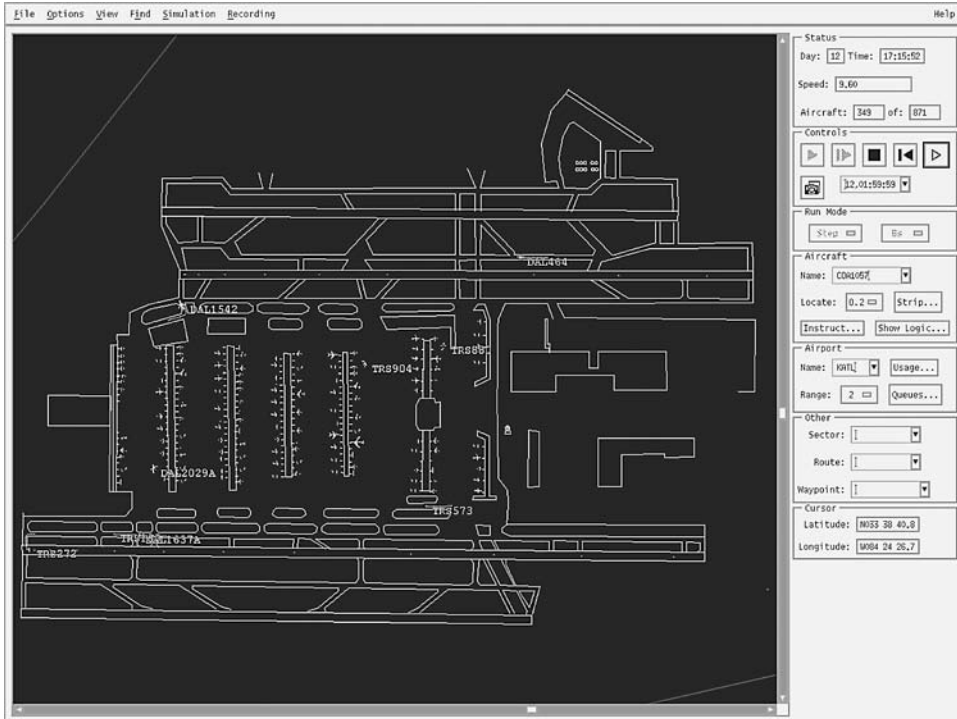 File Options View Find Simulation Recording Help
Status
Day: 12 Time: 17:15:52
Speed: 9.60
Aircraft: 349 of: 871
Controls
12,01:59:59
Run Mode
Step
Aircraft
Name: CDA1057
Locate: 0.2 Strip...
Instruct... Show Logic...
Airport
Name: KATL Usage...
Range: 2 Queues...
Other
Sector:
Route:
Waypoint:
Cursor
Latitude: N033 38 40.8
Longitude: W084 24 26.7
DAL464
DAL1542
TRS904
DAL2029A
TRS573
TRS272